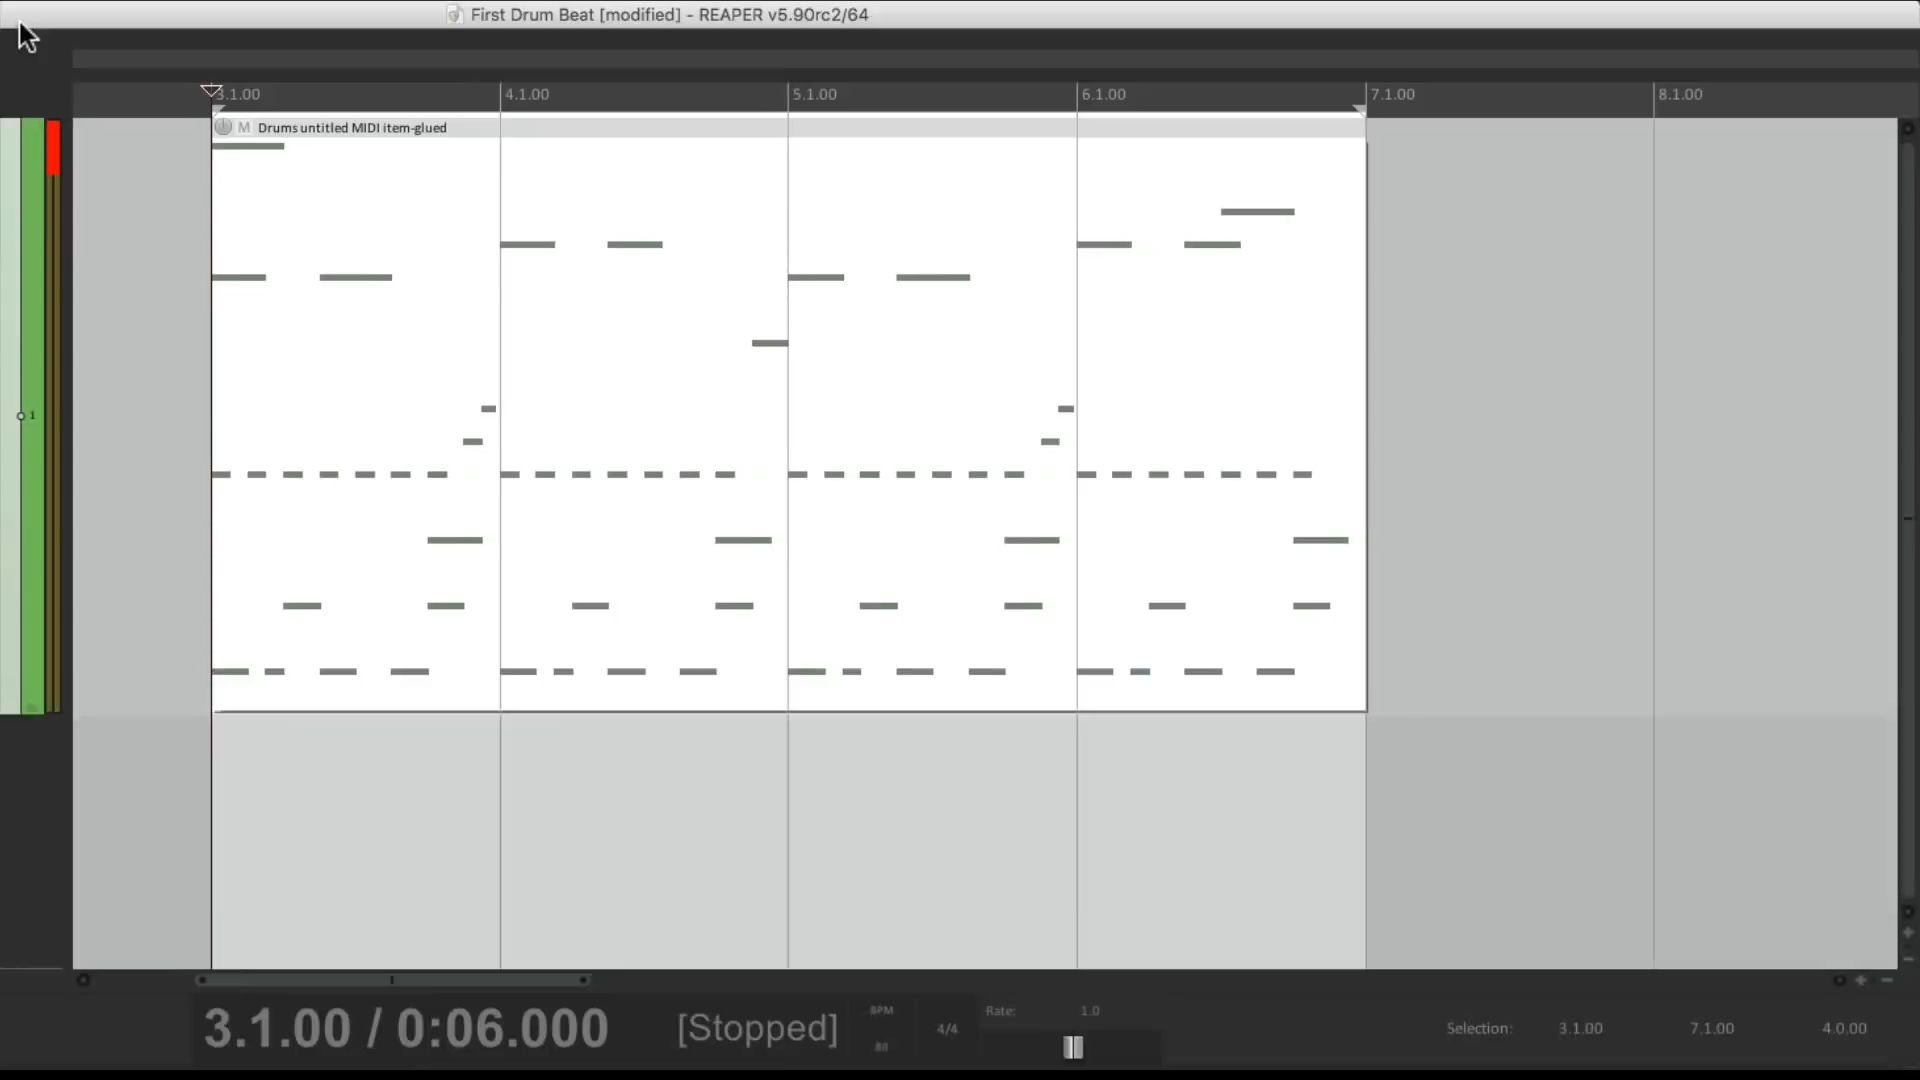 First Drum Beat [modified] - REAPER v5.90rc2/64
3.1.00 4.1.00 5.1.00 6.1.00 7.1.00 8.1.00
M Drums untitled MIDI item-glued
1
3.1.00 / 0:06.000 [Stopped] BPM 4/4 Rate: 1.0 Selection: 3.1.00 7.1.00 4.0.00